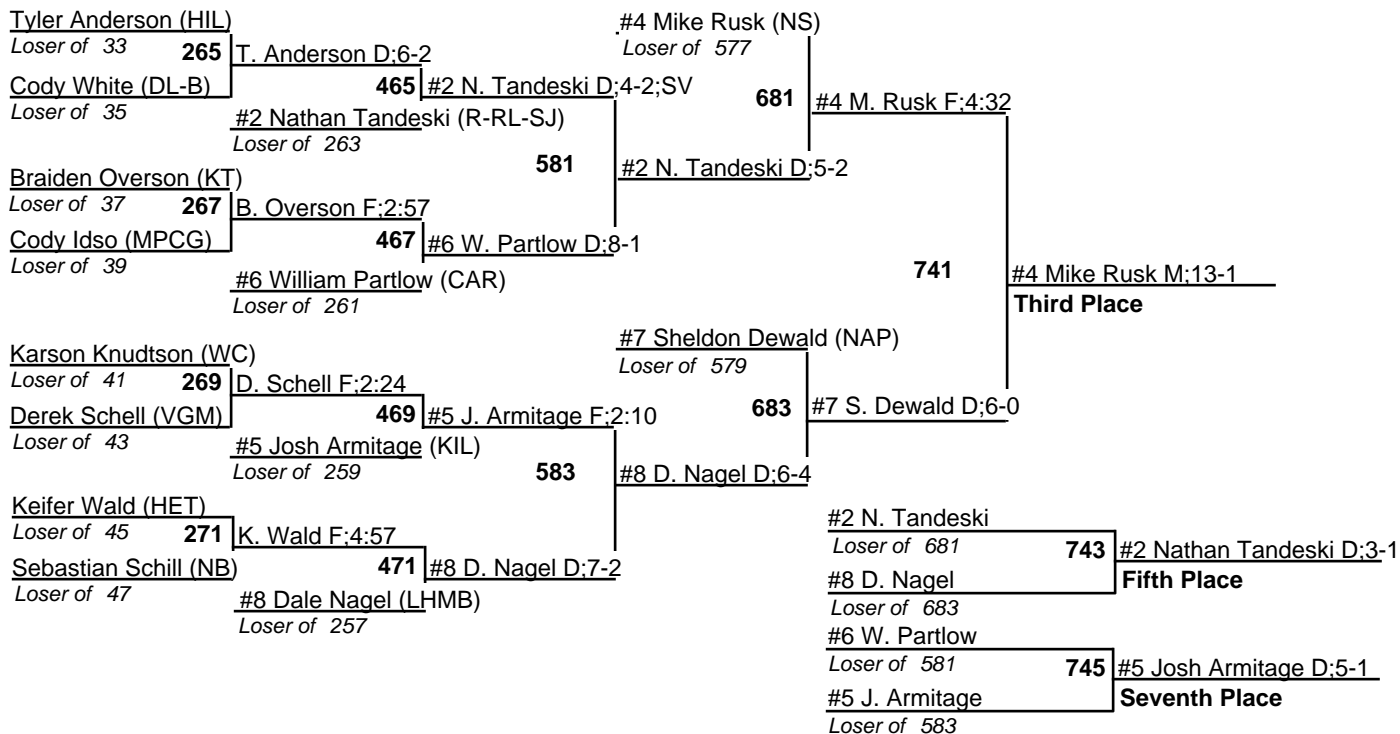 Tyler Anderson (HIL)
Loser of 33
265
Cody White (DL-B)
Loser of 35
T. Anderson D;6-2
465
#2 Nathan Tandeski (R-RL-SJ)
Loser of 263
#2 N. Tandeski D;4-2;SV
Braiden Overson (KT)
Loser of 37
267
Cody Idso (MPCG)
Loser of 39
B. Overson F;2:57
467
#6 William Partlow (CAR)
Loser of 261
#6 W. Partlow D;8-1
581
#4 Mike Rusk (NS)
Loser of 577
681
#2 N. Tandeski D;5-2
#4 M. Rusk F;4:32
Karson Knudtson (WC)
Loser of 41
269
Derek Schell (VGM)
Loser of 43
D. Schell F;2:24
469
#5 Josh Armitage (KIL)
Loser of 259
#5 J. Armitage F;2:10
Keifer Wald (HET)
Loser of 45
271
Sebastian Schill (NB)
Loser of 47
K. Wald F;4:57
471
#8 Dale Nagel (LHMB)
Loser of 257
#8 D. Nagel D;7-2
583
#7 Sheldon Dewald (NAP)
Loser of 579
683
#8 D. Nagel D;6-4
#7 S. Dewald D;6-0
741
#4 Mike Rusk M;13-1
Third Place
#2 N. Tandeski
Loser of 681
743
#8 D. Nagel
Loser of 683
#2 Nathan Tandeski D;3-1
Fifth Place
#6 W. Partlow
Loser of 581
745
#5 J. Armitage
Loser of 583
#5 Josh Armitage D;5-1
Seventh Place